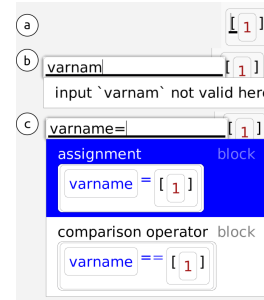 a [1]
b varnam [1]
input `varnam` not valid here
c varname= [1]
assignment block
varname = [1]
comparison operator block
varname == [1]